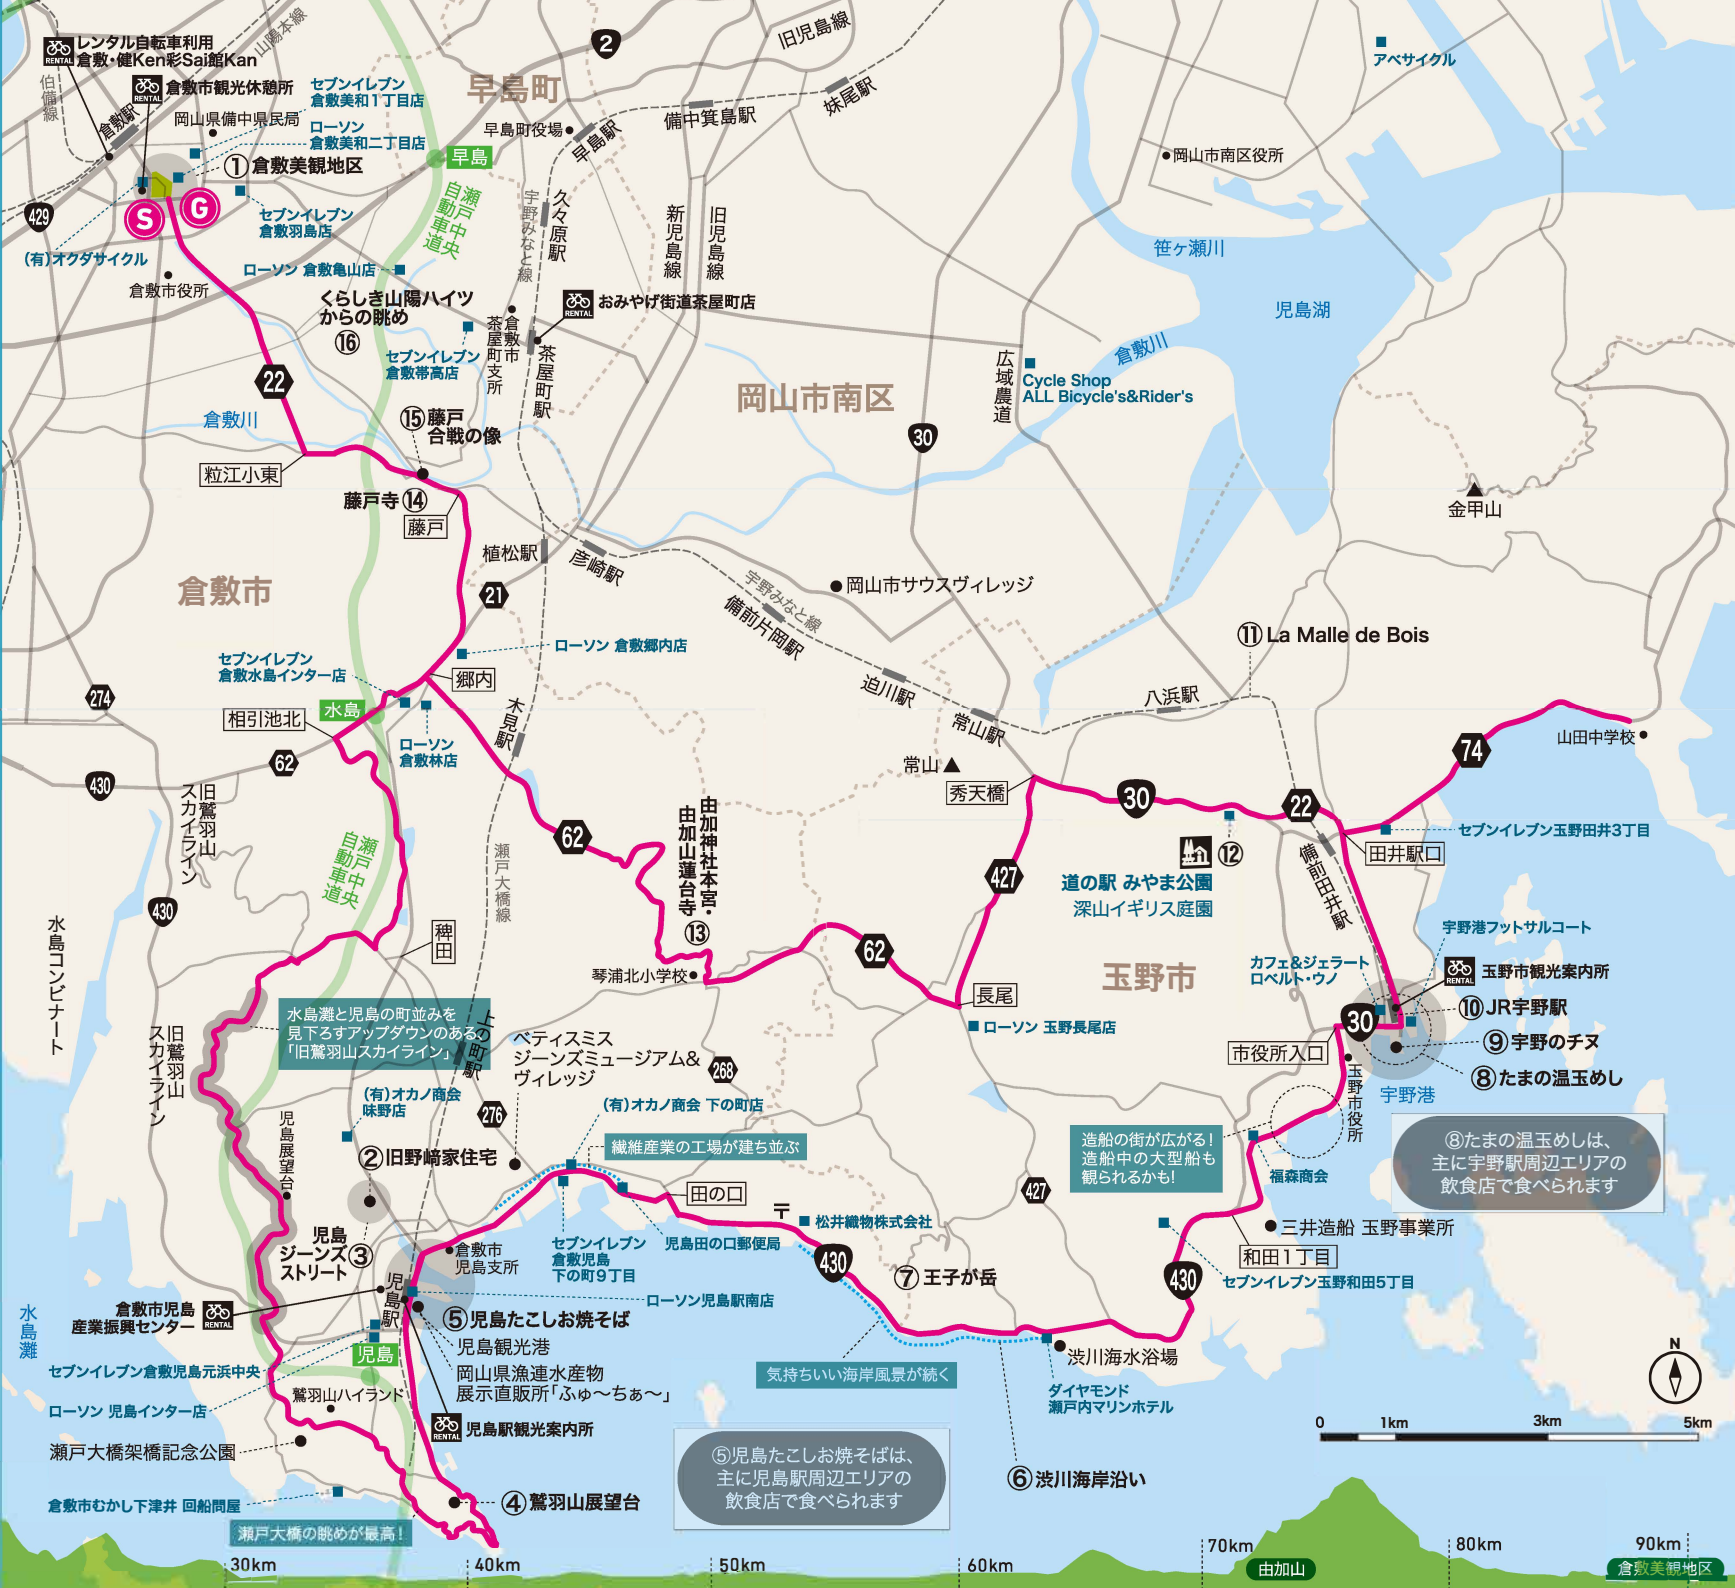 レンタル自転車利用
倉敷・健Ken彩Sai館Kan
RENTAL
山陽本線
伯備線
倉敷市観光休憩所
RENTAL
倉敷駅
岡山県備中県民局
セブンイレブン
倉敷美和1丁目店
ローソン
倉敷美和二丁目店
①倉敷美観地区
S
G
429
セブンイレブン
倉敷羽島店
(有)オクダサイクル
倉敷市役所
ローソン 倉敷亀山店
早島町
2
旧児島線
早島町役場
早島駅
備中箕島駅
妹尾駅
早島
瀬戸中央
自動車道
宇野みなと線
久々原駅
新児島線
旧児島線
アベサイクル
岡山市南区役所
笹ヶ瀬川
児島湖
倉敷川
くらしき山陽ハイツ
からの眺め
⑯
RENTAL
おみやげ街道茶屋町店
倉敷市
茶屋町支所
茶屋町駅
セブンイレブン
倉敷帯高店
22
倉敷川
岡山市南区
広域農道
Cycle Shop
ALL Bicycle's&Rider's
30
⑮藤戸
合戦の像
粒江小東
藤戸寺⑭
藤戸
金甲山
植松駅
彦崎駅
倉敷市
21
岡山市サウスヴィレッジ
宇野みなと線
備前片岡駅
⑪La Malle de Bois
ローソン 倉敷郷内店
セブンイレブン
倉敷水島インター店
郷内
迫川駅
八浜駅
274
相引池北
水島
木見駅
常山駅
ローソン
倉敷林店
62
430
常山
秀天橋
30
22
74
山田中学校
旧鷲羽山
スカイライン
62
由加神社本宮・
由加山蓮台寺
⑬
427
⑫
道の駅 みやま公園
深山イギリス庭園
備前田井駅
田井駅口
セブンイレブン玉野田井3丁目
瀬戸中央
自動車道
瀬戸大橋線
430
水島コンビナート
稗田
62
琴浦北小学校
長尾
ローソン 玉野長尾店
玉野市
宇野港フットサルコート
カフェ&ジェラート
ロベルト・ウノ
RENTAL
玉野市観光案内所
⑩JR宇野駅
30
⑨宇野のチヌ
市役所入口
⑧たまの温玉めし
宇野港
玉野市役所
水島灘と児島の町並みを
見下ろすアップダウンのある
「旧鷲羽山スカイライン」
上の町駅
旧鷲羽山
スカイライン
ベティスミス
ジーンズミュージアム&
ヴィレッジ
268
(有)オカノ商会
味野店
276
(有)オカノ商会 下の町店
児島展望台
②旧野﨑家住宅
繊維産業の工場が建ち並ぶ
田の口
427
造船の街が広がる!
造船中の大型船も
観られるかも!
福森商会
⑧たまの温玉めしは、
主に宇野駅周辺エリアの
飲食店で食べられます
三井造船 玉野事業所
和田1丁目
430
セブンイレブン玉野和田5丁目
〒
松井織物株式会社
児島
ジーンズ③
ストリート
倉敷市
児島支所
セブンイレブン
倉敷児島
下の町9丁目
児島田の口郵便局
430
⑦王子が岳
児島駅
ローソン児島駅南店
倉敷市児島
産業振興センター
RENTAL
⑤児島たこしお焼そば
水島灘
児島
児島観光港
岡山県漁連水産物
展示直販所「ふゅ～ちぁ～」
セブンイレブン倉敷児島元浜中央
ローソン 児島インター店
鷲羽山ハイランド
気持ちいい海岸風景が続く
渋川海水浴場
ダイヤモンド
瀬戸内マリンホテル
RENTAL
児島駅観光案内所
瀬戸大橋架橋記念公園
⑤児島たこしお焼そばは、
主に児島駅周辺エリアの
飲食店で食べられます
⑥渋川海岸沿い
倉敷市むかし下津井 回船問屋
④鷲羽山展望台
瀬戸大橋の眺めが最高!
N
0 1km 3km 5km
30km 40km 50km 60km 70km 80km 90km
由加山
倉敷美観地区